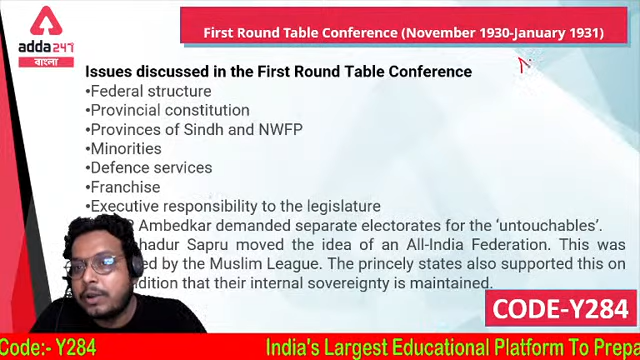 adda247
বাংলা
First Round Table Conference (November 1930-January 1931)
Issues discussed in the First Round Table Conference
•Federal structure
•Provincial constitution
•Provinces of Sindh and NWFP
•Minorities
•Defence services
•Franchise
•Executive responsibility to the legislature
Ambedkar demanded separate electorates for the ‘untouchables’.
Sapru moved the idea of an All-India Federation. This was
by the Muslim League. The princely states also supported this on
that their internal sovereignty is maintained.
CODE-Y284
Code:- Y284 India's Largest Educational Platform To Prepa